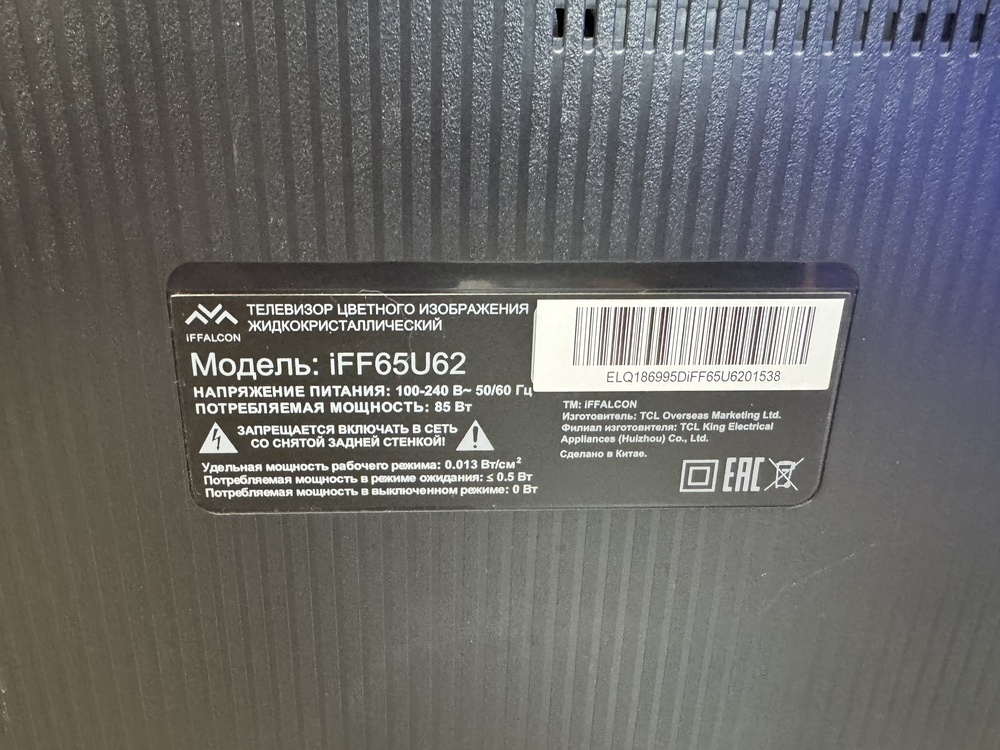 iFFALCON
ТЕЛЕВИЗОР ЦВЕТНОГО ИЗОБРАЖЕНИЯ
ЖИДКОКРИСТАЛЛИЧЕСКИЙ
Модель: iFF65U62
НАПРЯЖЕНИЕ ПИТАНИЯ: 100-240 В~ 50/60 Гц
ПОТРЕБЛЯЕМАЯ МОЩНОСТЬ: 85 Вт
ЗАПРЕЩАЕТСЯ ВКЛЮЧАТЬ В СЕТЬ
СО СНЯТОЙ ЗАДНЕЙ СТЕНКОЙ!
Удельная мощность рабочего режима: 0.013 Вт/см²
Потребляемая мощность в режиме ожидания: ≤ 0.5 Вт
Потребляемая мощность в выключенном режиме: 0 Вт
ELQ186995DiFF65U6201538
TM: iFFALCON
Изготовитель: TCL Overseas Marketing Ltd.
Филиал изготовителя: TCL King Electrical
Appliances (Huizhou) Co., Ltd.
Сделано в Китае.
EAC